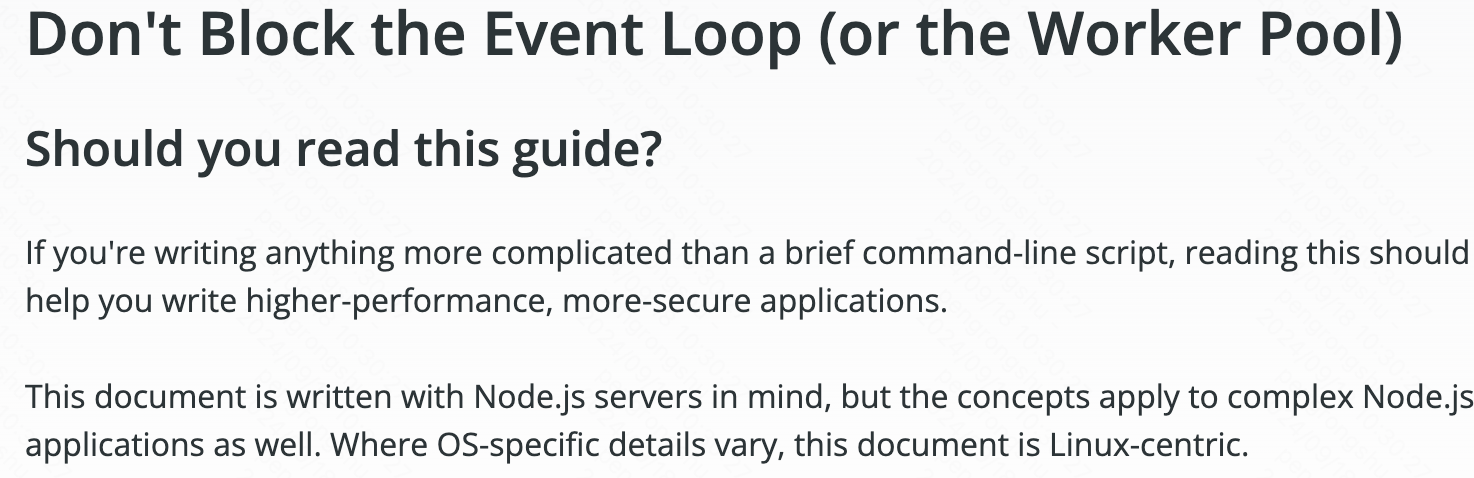 Don't Block the Event Loop (or the Worker Pool)
Should you read this guide?
If you're writing anything more complicated than a brief command-line script, reading this should
help you write higher-performance, more-secure applications.
This document is written with Node.js servers in mind, but the concepts apply to complex Node.js
applications as well. Where OS-specific details vary, this document is Linux-centric.